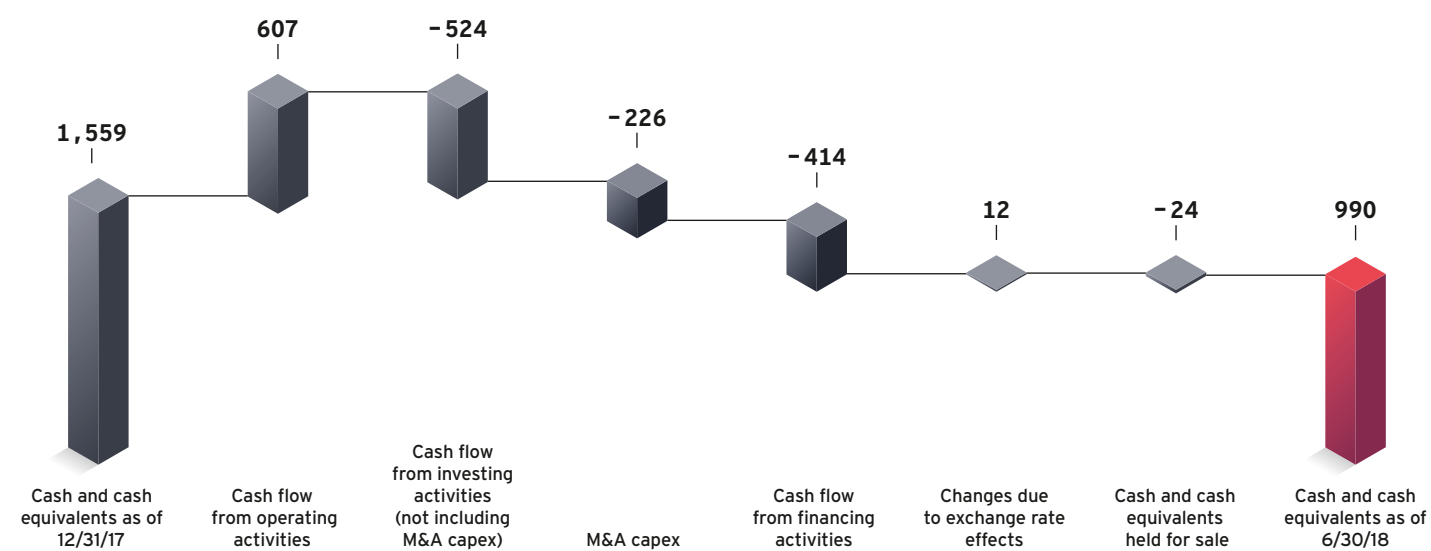 1,559
607
-524
-226
-414
12
-24
990
Cash and cash
equivalents as of
12/31/17
Cash flow
from operating
activities
Cash flow
from investing
activities
(not including
M&A capex)
M&A capex
Cash flow
from financing
activities
Changes due
to exchange rate
effects
Cash and cash
equivalents
held for sale
Cash and cash
equivalents as of
6/30/18